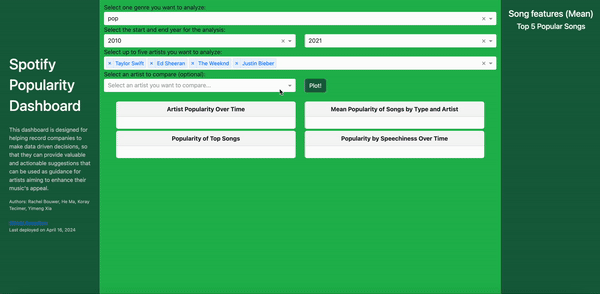 Spotify
Popularity
Dashboard
This dashboard is designed for
helping record companies to
make data driven decisions, so
that they can provide valuable
and actionable suggestions that
can be used as guidance for
artists aiming to enhance their
music's appeal.
Authors: Rachel Bouwer, He Ma, Koray
Tecimer, Yimeng Xia
Last deployed on April 16, 2024
Select one genre you want to analyze:
pop
Select the start and end year for the analysis:
2010
2021
Select up to five artists you want to analyze:
× Taylor Swift × Ed Sheeran × The Weeknd × Justin Bieber
Select an artist to compare (optional):
Select an artist you want to compare...
Plot!
Artist Popularity Over Time
Mean Popularity of Songs by Type and Artist
Popularity of Top Songs
Popularity by Speechiness Over Time
Song features (Mean)
Top 5 Popular Songs